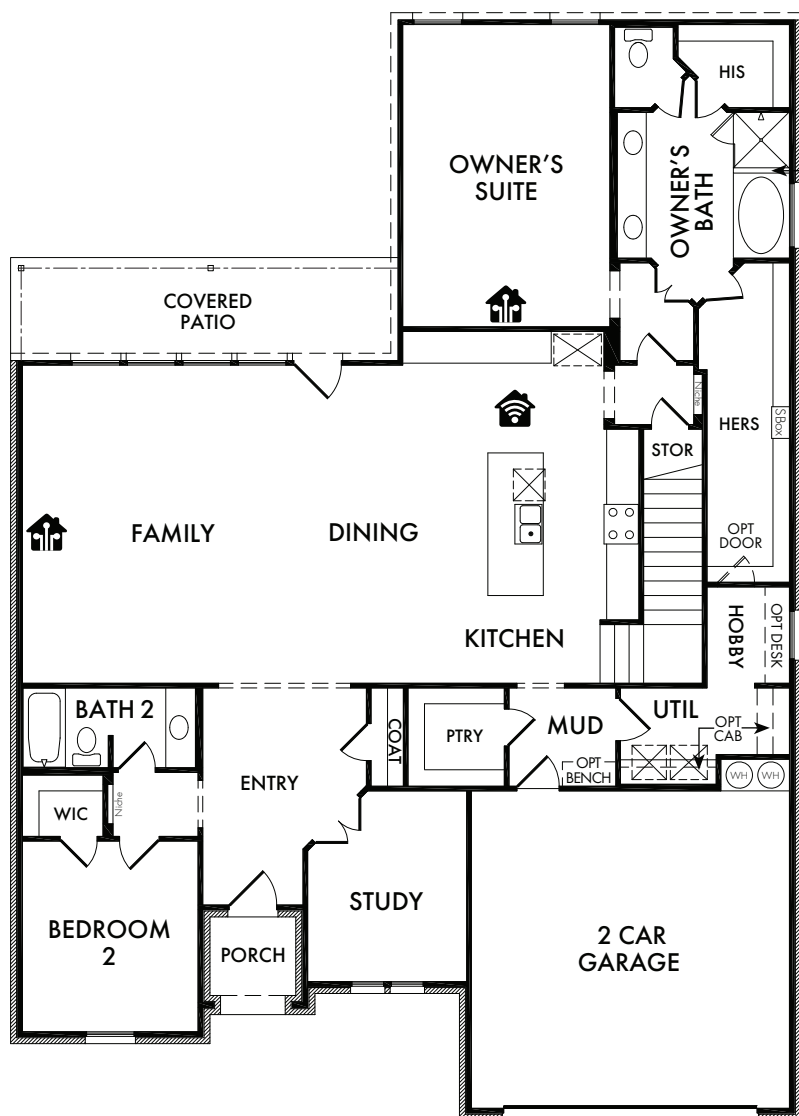 HIS
OWNER'S
SUITE
OWNER'S
BATH
COVERED
PATIO
Niche
SBox
HERS
STOR
FAMILY
DINING
OPT
DOOR
KITCHEN
HOBBY
OPT DESK
BATH 2
COAT
PTRY
MUD
UTIL
OPT
CAB
OPT
BENCH
WH
WH
ENTRY
WIC
Niche
BEDROOM
2
STUDY
PORCH
2 CAR
GARAGE